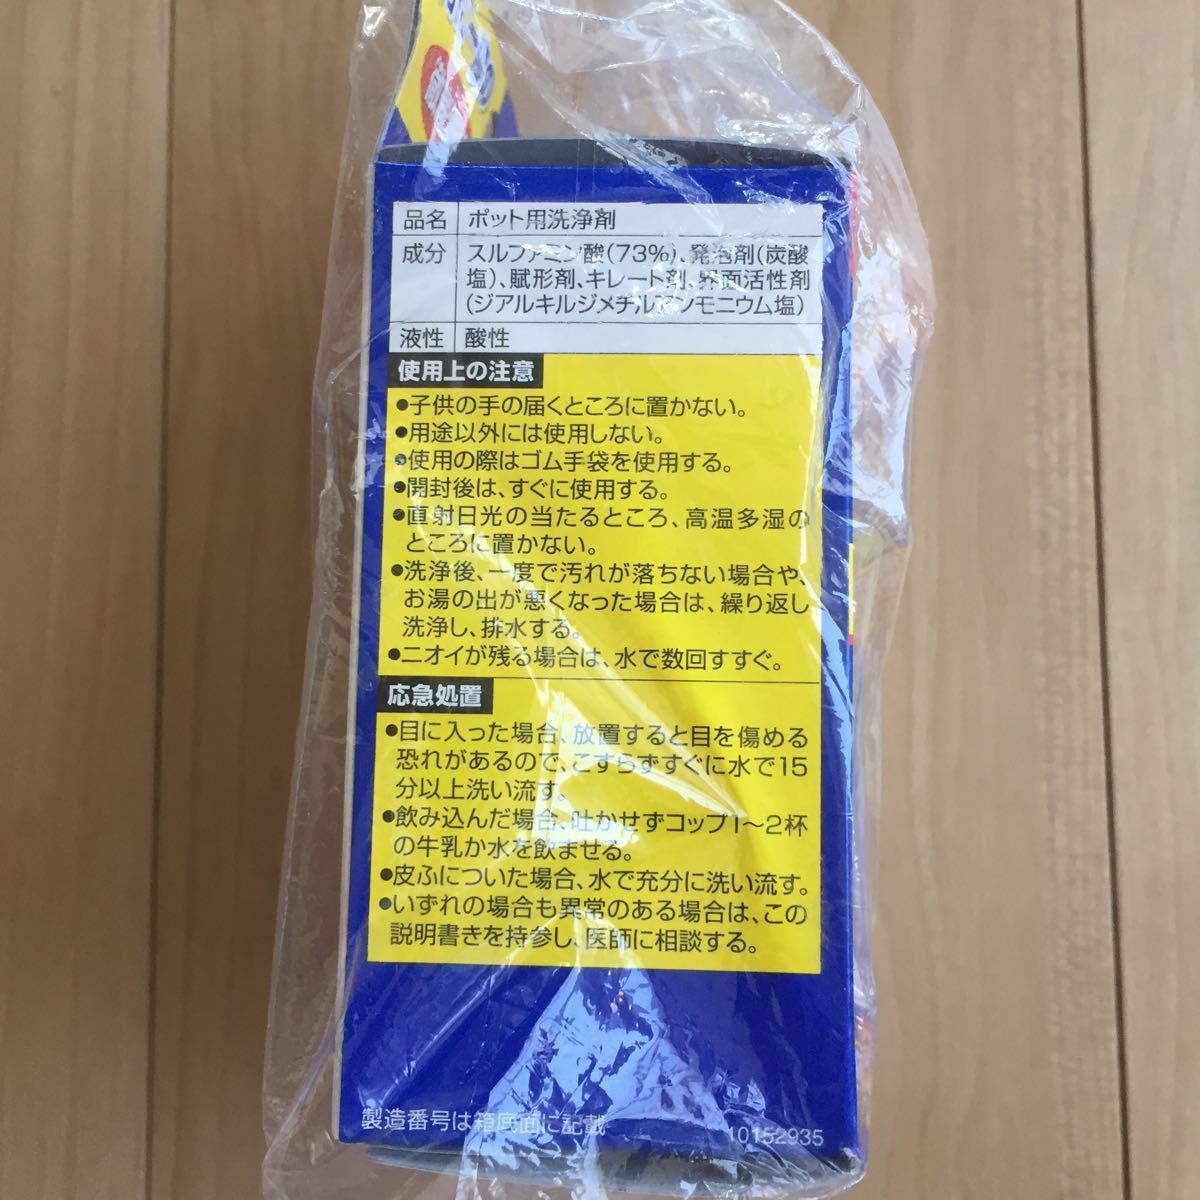 品名 ポット用洗浄剤
成分 スルファミン酸(73%)、発泡剤(炭酸
塩)、賦形剤、キレート剤、界面活性剤
(ジアルキルジメチルアンモニウム塩)
液性 酸性
使用上の注意
●子供の手の届くところに置かない。
●用途以外には使用しない。
●使用の際はゴム手袋を使用する。
●開封後は、すぐに使用する。
●直射日光の当たるところ、高温多湿の
ところに置かない。
●洗浄後、一度で汚れが落ちない場合や、
お湯の出が悪くなった場合は、繰り返し
洗浄し、排水する。
●ニオイが残る場合は、水で数回すすぐ。
応急処置
●目に入った場合、放置すると目を傷める
恐れがあるので、こすらずすぐに水で15
分以上洗い流す。
●飲み込んだ場合、吐かせずコップ1〜2杯
の牛乳か水を飲ませる。
●皮ふについた場合、水で充分に洗い流す。
●いずれの場合も異常のある場合は、この
説明書きを持参し、医師に相談する。
製造番号は箱底面に記載
10152935